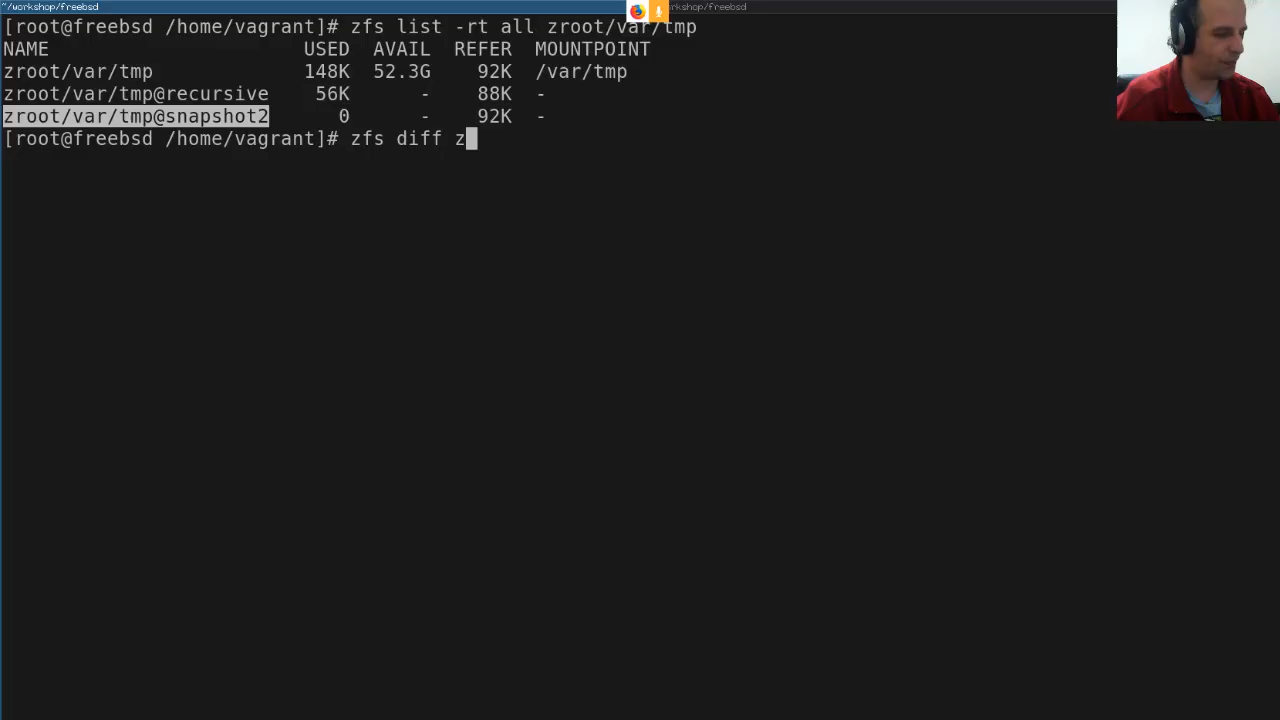 ~/workshop/freebsd
rkshop/freebsd
[root@freebsd /home/vagrant]# zfs list -rt all zroot/var/tmp
NAME USED AVAIL REFER MOUNTPOINT
zroot/var/tmp 148K 52.3G 92K /var/tmp
zroot/var/tmp@recursive 56K - 88K -
zroot/var/tmp@snapshot2 0 - 92K -
[root@freebsd /home/vagrant]# zfs diff z